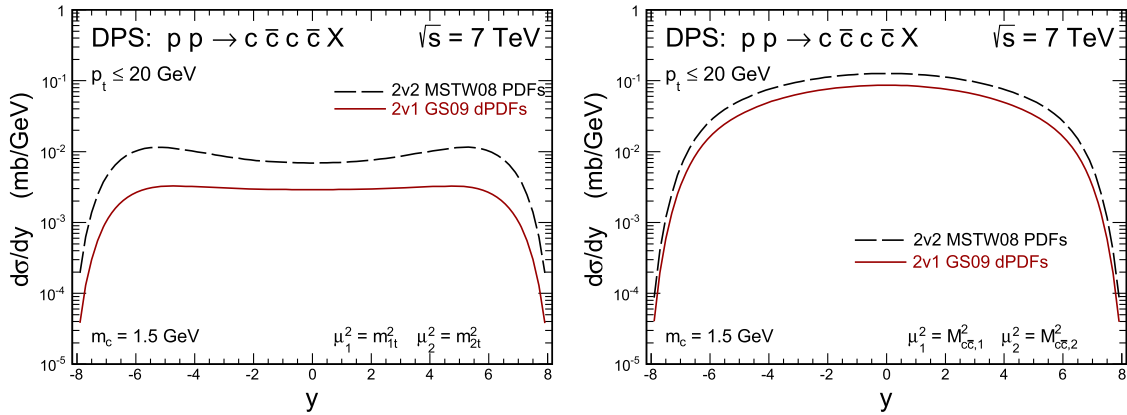 DPS: p p → c c̅ c c̅ X √s = 7 TeV
p_t ≤ 20 GeV
2v2 MSTW08 PDFs
2v1 GS09 dPDFs
dσ/dy (mb/GeV)
10^-1
10^-2
10^-3
10^-4
10^-5
m_c = 1.5 GeV μ_1^2 = m_1t^2 μ_2^2 = m_2t^2
-8 -6 -4 -2 0 2 4 6 8
y
DPS: p p → c c̅ c c̅ X √s = 7 TeV
p_t ≤ 20 GeV
1
10^-1
10^-2
10^-3
10^-4
10^-5
dσ/dy (mb/GeV)
2v2 MSTW08 PDFs
2v1 GS09 dPDFs
m_c = 1.5 GeV μ_1^2 = M_cc̅,1^2 μ_2^2 = M_cc̅,2^2
-8 -6 -4 -2 0 2 4 6 8
y